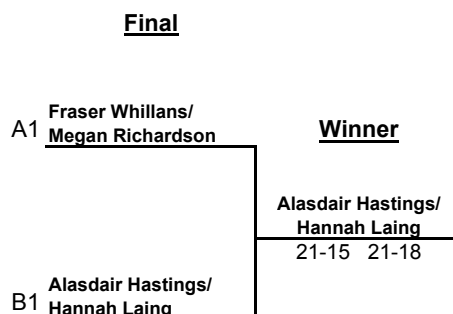 Final
A1 Fraser Whillans/
Megan Richardson
Winner
Alasdair Hastings/
Hannah Laing
21-15 21-18
B1 Alasdair Hastings/
Hannah Laing